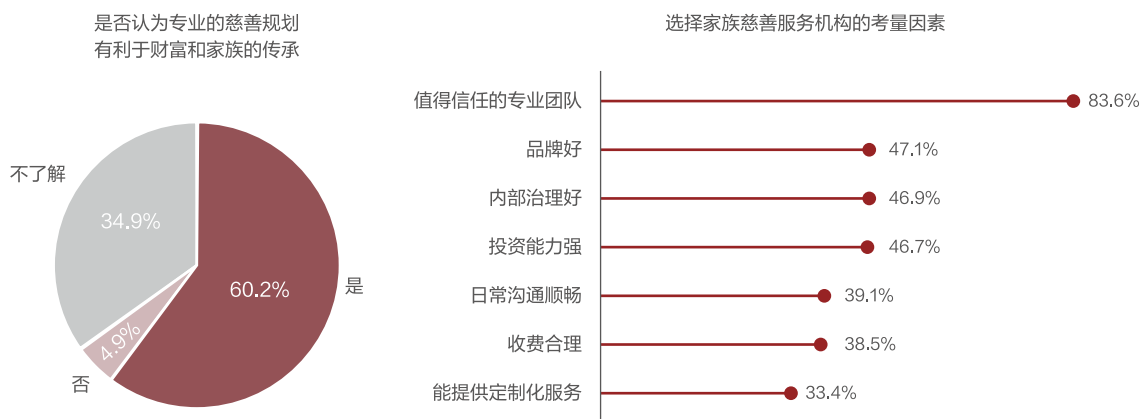 是否认为专业的慈善规划
有利于财富和家族的传承
不了解
34.9%
60.2%
是
4.9%
否
选择家族慈善服务机构的考量因素
值得信任的专业团队 83.6%
品牌好 47.1%
内部治理好 46.9%
投资能力强 46.7%
日常沟通顺畅 39.1%
收费合理 38.5%
能提供定制化服务 33.4%